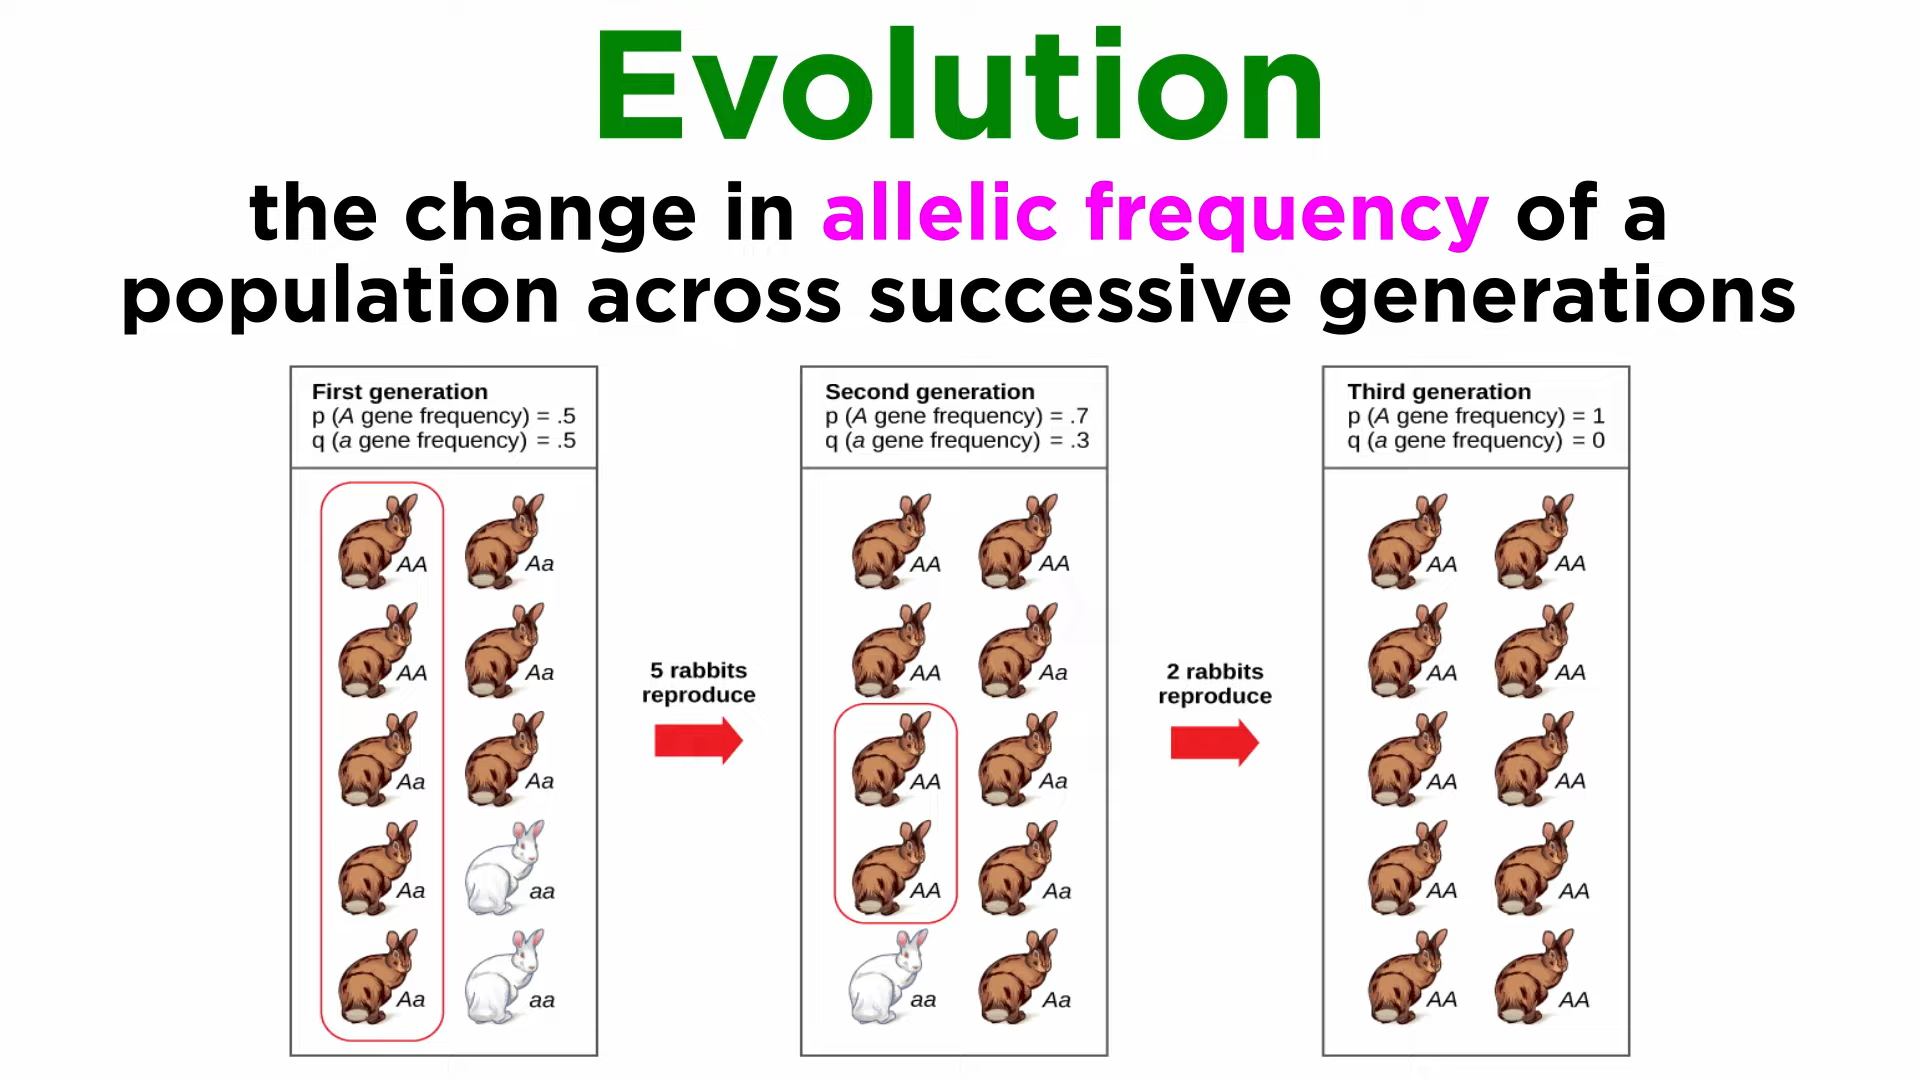 Evolution
the change in allelic frequency of a
population across successive generations
First generation
p (A gene frequency) = .5
q (a gene frequency) = .5
AA Aa
AA Aa
Aa Aa
Aa aa
Aa aa
5 rabbits
reproduce
Second generation
p (A gene frequency) = .7
q (a gene frequency) = .3
AA AA
AA Aa
AA Aa
AA Aa
aa Aa
2 rabbits
reproduce
Third generation
p (A gene frequency) = 1
q (a gene frequency) = 0
AA AA
AA AA
AA AA
AA AA
AA AA